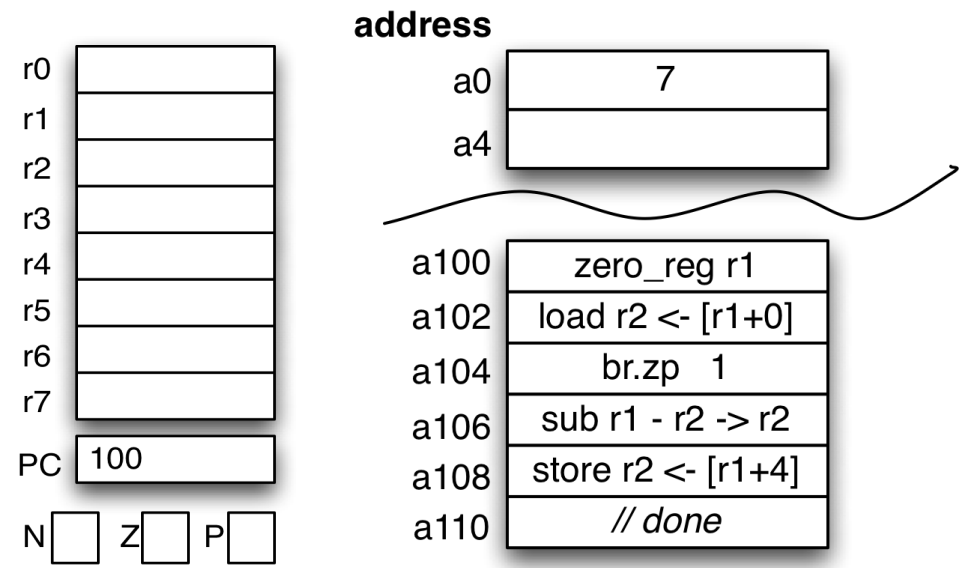 address
r0
r1
r2
r3
r4
r5
r6
r7
PC 100
N Z P
a0 7
a4
a100 zero_reg r1
a102 load r2 <- [r1+0]
a104 br.zp 1
a106 sub r1 - r2 -> r2
a108 store r2 <- [r1+4]
a110 // done